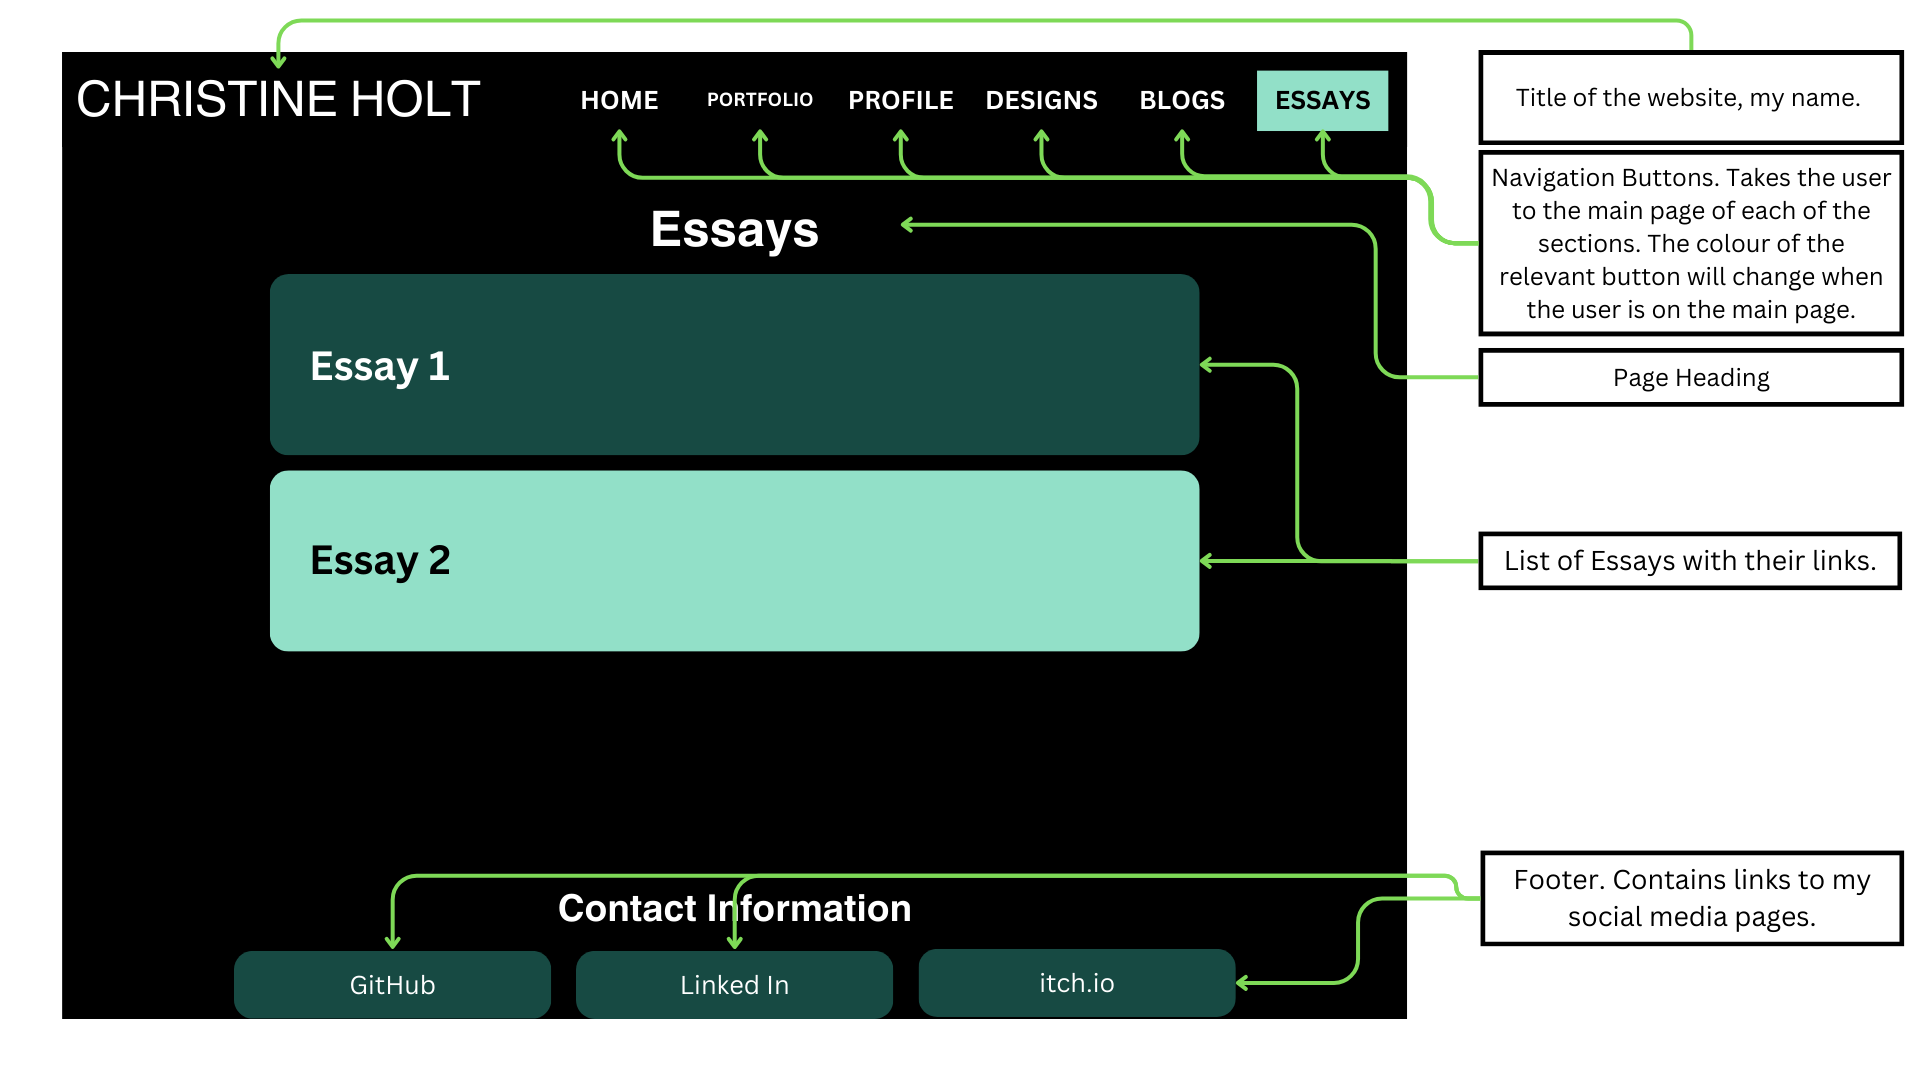 CHRISTINE HOLT
HOME PORTFOLIO PROFILE DESIGNS BLOGS ESSAYS
Title of the website, my name.
Navigation Buttons. Takes the user
to the main page of each of the
sections. The colour of the
relevant button will change when
the user is on the main page.
Essays
Page Heading
Essay 1
Essay 2
List of Essays with their links.
Footer. Contains links to my
social media pages.
Contact Information
GitHub
Linked In
itch.io